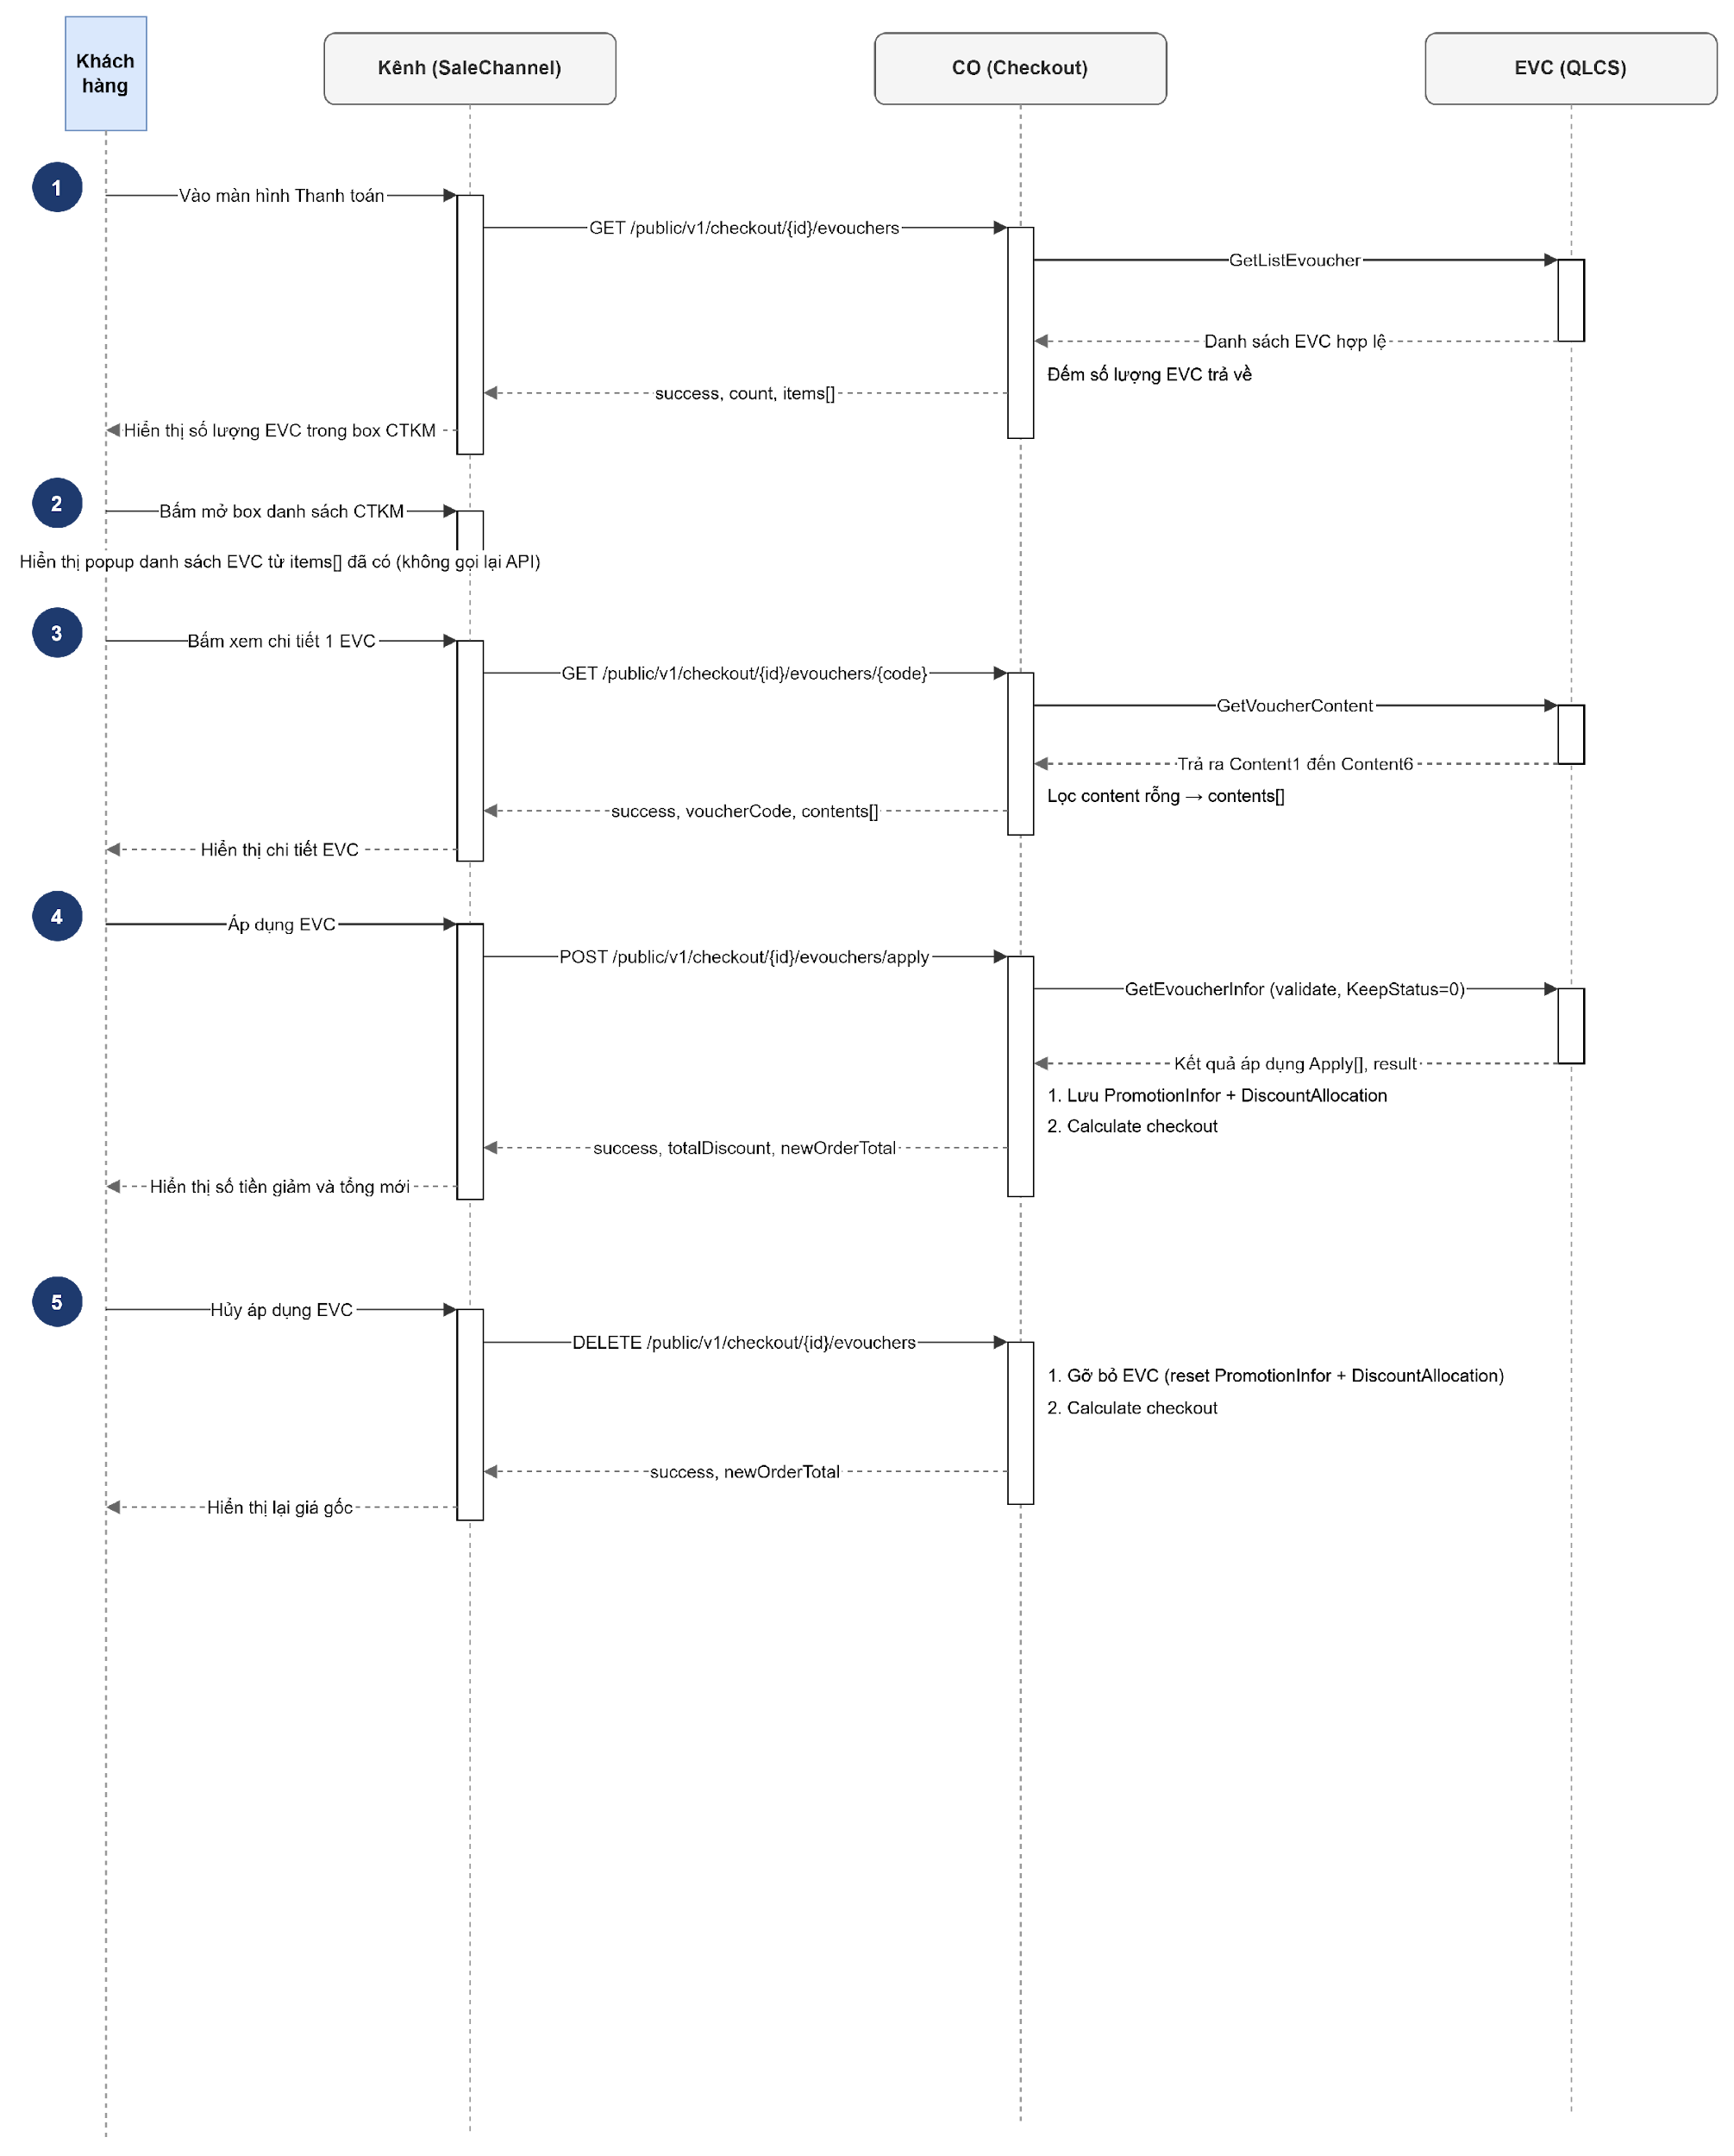 Khách
hàng
Kênh (SaleChannel)
CO (Checkout)
EVC (QLCS)
1
Vào màn hình Thanh toán
GET /public/v1/checkout/{id}/evouchers
GetListEvoucher
Danh sách EVC hợp lệ
Đếm số lượng EVC trả về
success, count, items[]
Hiển thị số lượng EVC trong box CTKM
2
Bấm mở box danh sách CTKM
Hiển thị popup danh sách EVC từ items[] đã có (không gọi lại API)
3
Bấm xem chi tiết 1 EVC
GET /public/v1/checkout/{id}/evouchers/{code}
GetVoucherContent
Trả ra Content1 đến Content6
Lọc content rỗng → contents[]
success, voucherCode, contents[]
Hiển thị chi tiết EVC
4
Áp dụng EVC
POST /public/v1/checkout/{id}/evouchers/apply
GetEvoucherInfor (validate, KeepStatus=0)
Kết quả áp dụng Apply[], result
1. Lưu PromotionInfor + DiscountAllocation
2. Calculate checkout
success, totalDiscount, newOrderTotal
Hiển thị số tiền giảm và tổng mới
5
Hủy áp dụng EVC
DELETE /public/v1/checkout/{id}/evouchers
1. Gỡ bỏ EVC (reset PromotionInfor + DiscountAllocation)
2. Calculate checkout
success, newOrderTotal
Hiển thị lại giá gốc